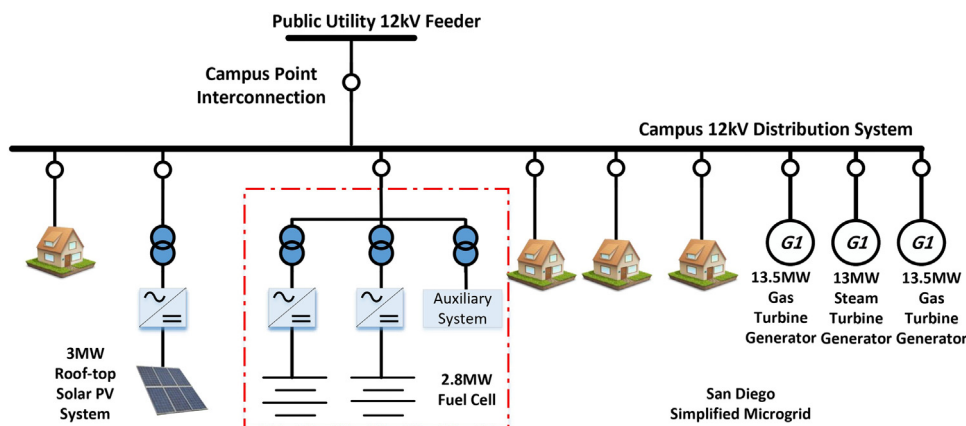 Public Utility 12kV Feeder
Campus Point
Interconnection
Campus 12kV Distribution System
G1
G1
G1
13.5MW
Gas
Turbine
Generator
13MW
Steam
Turbine
Generator
13.5MW
Gas
Turbine
Generator
Auxiliary
System
3MW
Roof-top
Solar PV
System
2.8MW
Fuel Cell
San Diego
Simplified Microgrid